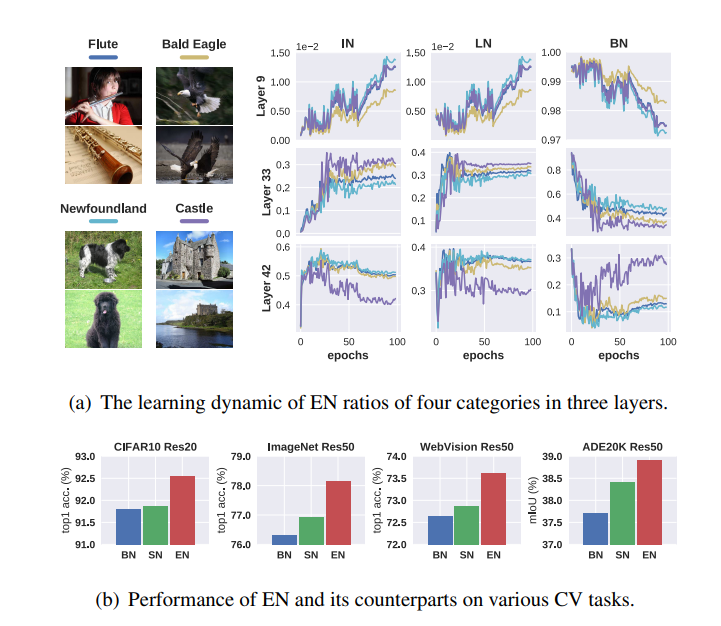 Flute Bald Eagle
Newfoundland Castle
IN LN BN
1e−2 1e−2
Layer 9
1.50 1.00 0.50 0.00
1.50 1.00 0.50 0.00
1.00 0.99 0.98 0.97
Layer 33
0.3 0.2 0.1 0.0
0.4 0.3 0.2 0.1
0.8 0.6 0.4
Layer 42
0.6 0.5 0.4
0.4 0.3
0.3 0.2 0.1
0 50 100 0 50 100 0 50 100
epochs epochs epochs
(a) The learning dynamic of EN ratios of four categories in three layers.
CIFAR10 Res20
top1 acc. (%)
93.0
92.5
92.0
91.5
91.0
BN SN EN
ImageNet Res50
top1 acc. (%)
79.0
78.0
77.0
76.0
BN SN EN
WebVision Res50
top1 acc. (%)
74.0
73.5
73.0
72.5
72.0
BN SN EN
ADE20K Res50
mIoU (%)
39.0
38.5
38.0
37.5
37.0
BN SN EN
(b) Performance of EN and its counterparts on various CV tasks.